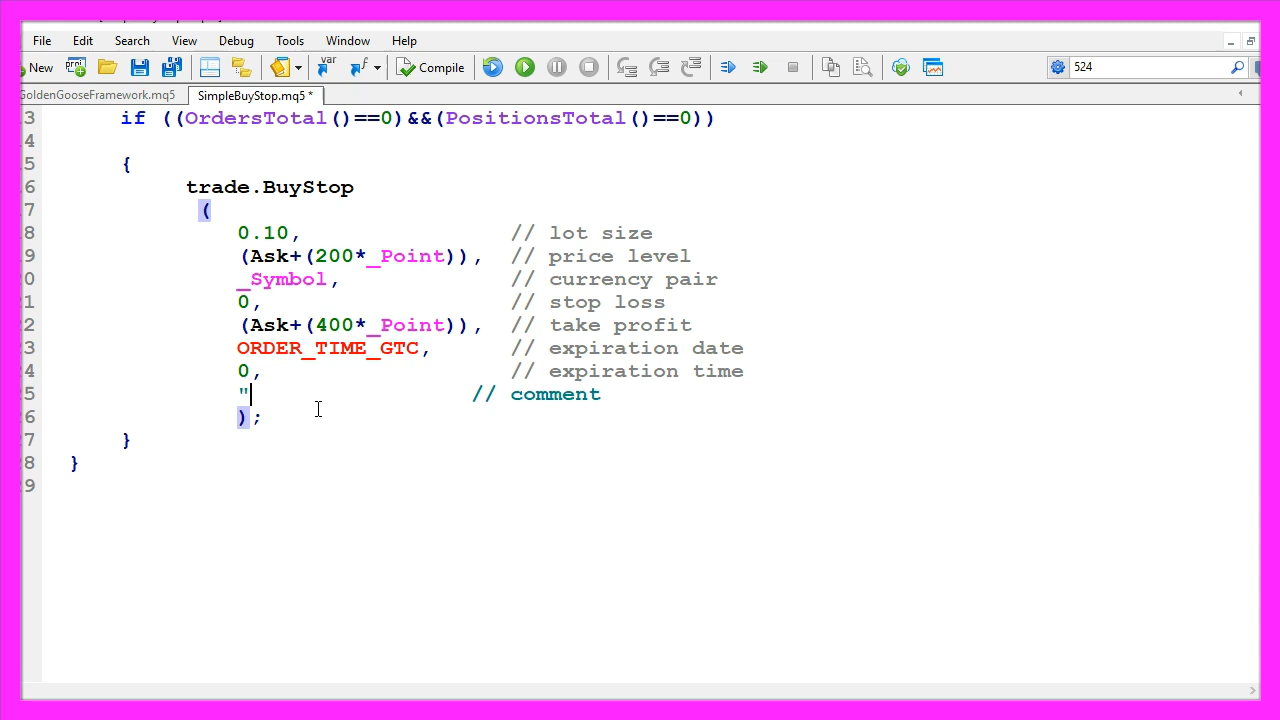 File Edit Search View Debug Tools Window Help
New var f Compile 524
GoldenGooseFramework.mq5 SimpleBuyStop.mq5 *
3 if ((OrdersTotal()==0)&&(PositionsTotal()==0))
4
5 {
6 trade.BuyStop
7 (
8 0.10, // lot size
9 (Ask+(200*_Point)), // price level
0 _Symbol, // currency pair
1 0, // stop loss
2 (Ask+(400*_Point)), // take profit
3 ORDER_TIME_GTC, // expiration date
4 0, // expiration time
5 " // comment
6 );
7 }
8 }
9